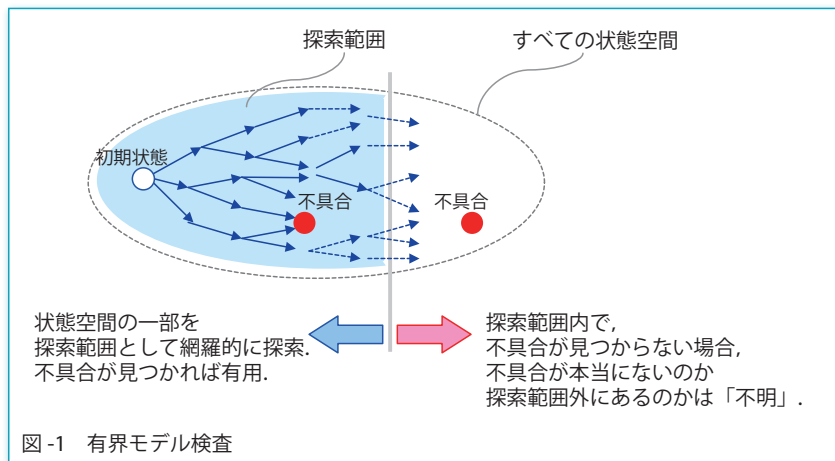 探索範囲
すべての状態空間
初期状態
不具合
不具合
状態空間の一部を
探索範囲として網羅的に探索.
不具合が見つかれば有用.
探索範囲内で,
不具合が見つからない場合,
不具合が本当にないのか
探索範囲外にあるのかは「不明」.
図-1 有界モデル検査